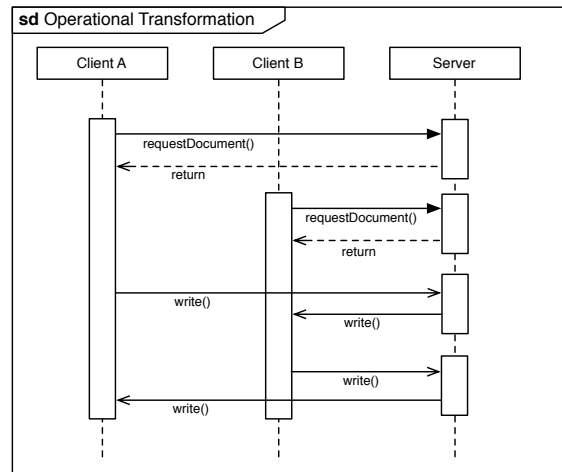 sd Operational Transformation
Client A
Client B
Server
requestDocument()
return
requestDocument()
return
write()
write()
write()
write()